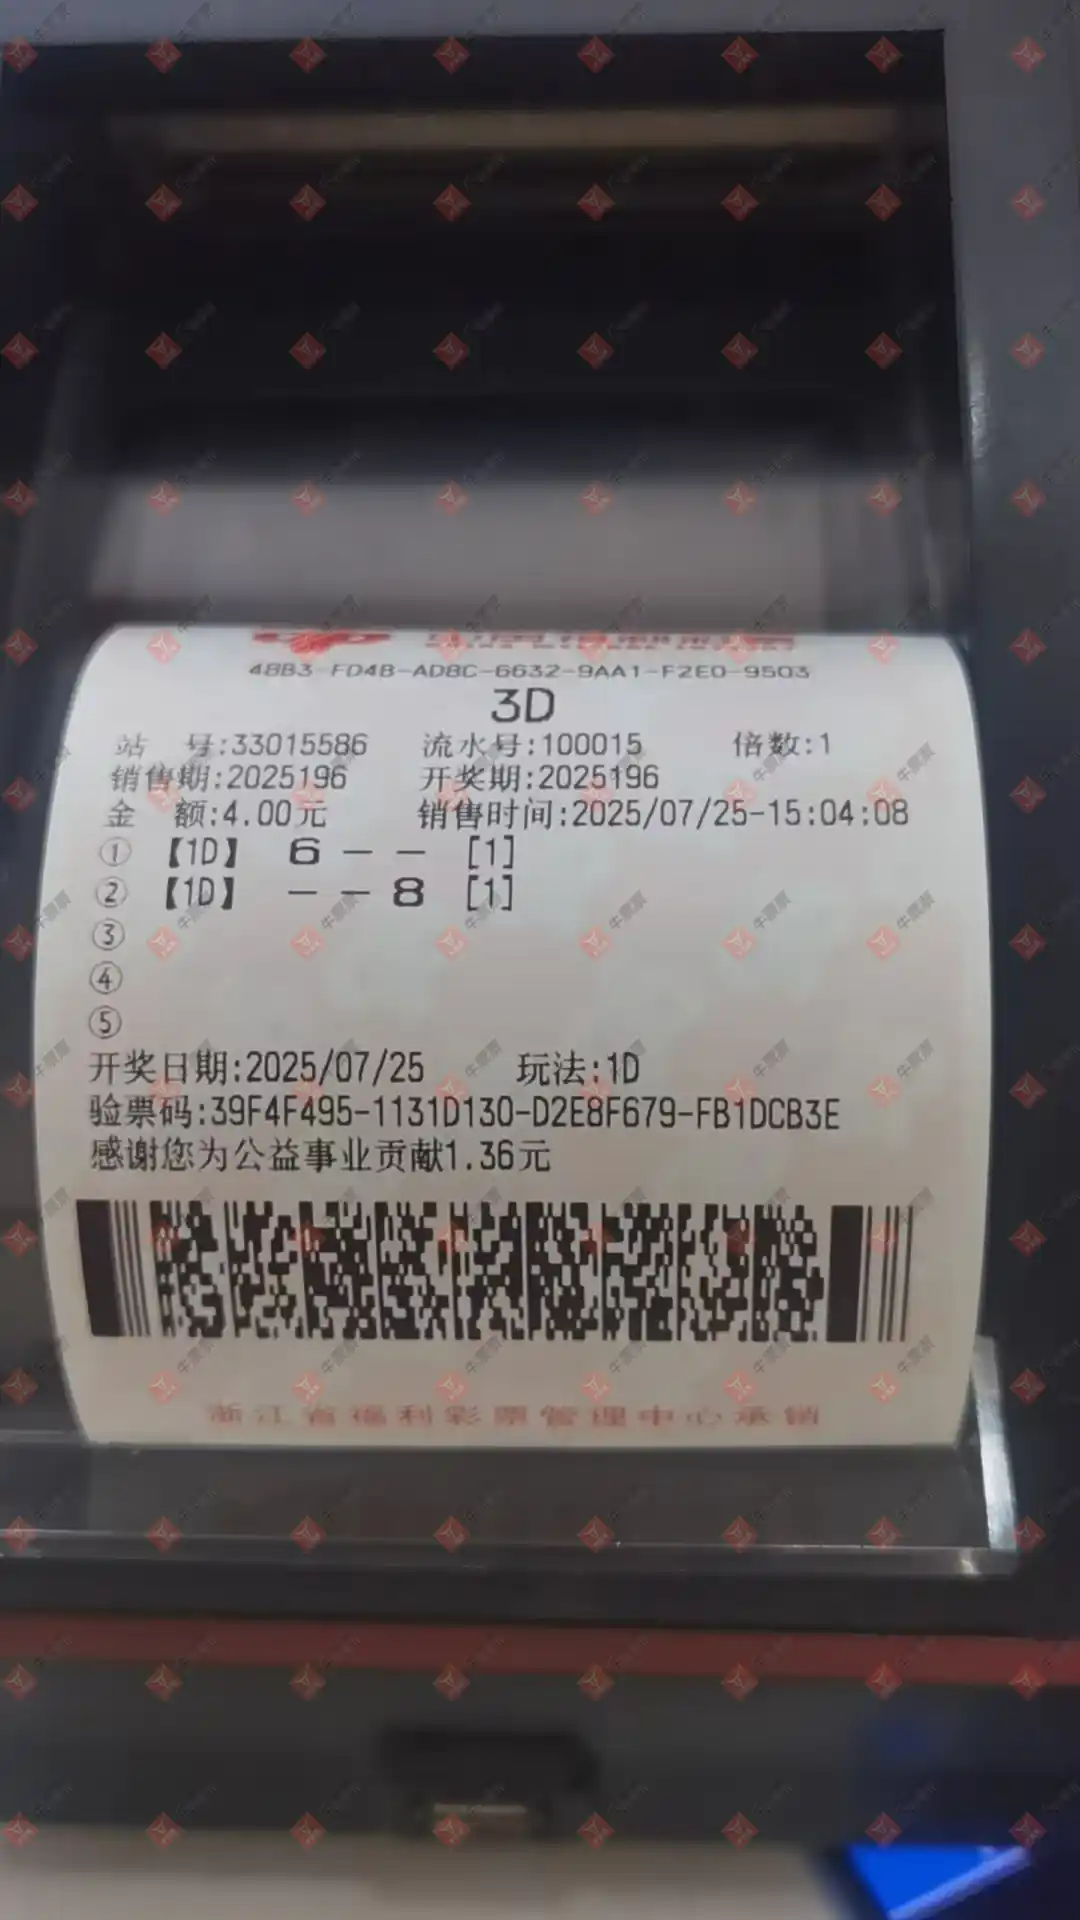 48B3-FD4B-AD8C-6632-9AA1-F2E0-9503
3D
站 号:33015586 流水号:100015 倍数:1
销售期:2025196 开奖期:2025196
金 额:4.00元 销售时间:2025/07/25-15:04:08
① 【1D】 6 - - [1]
② 【1D】 - - 8 [1]
③
④
⑤
开奖日期:2025/07/25 玩法:1D
验票码:39F4F495-1131D130-D2E8F679-FB1DCB3E
感谢您为公益事业贡献1.36元
浙江省福利彩票管理中心承销
牛票票